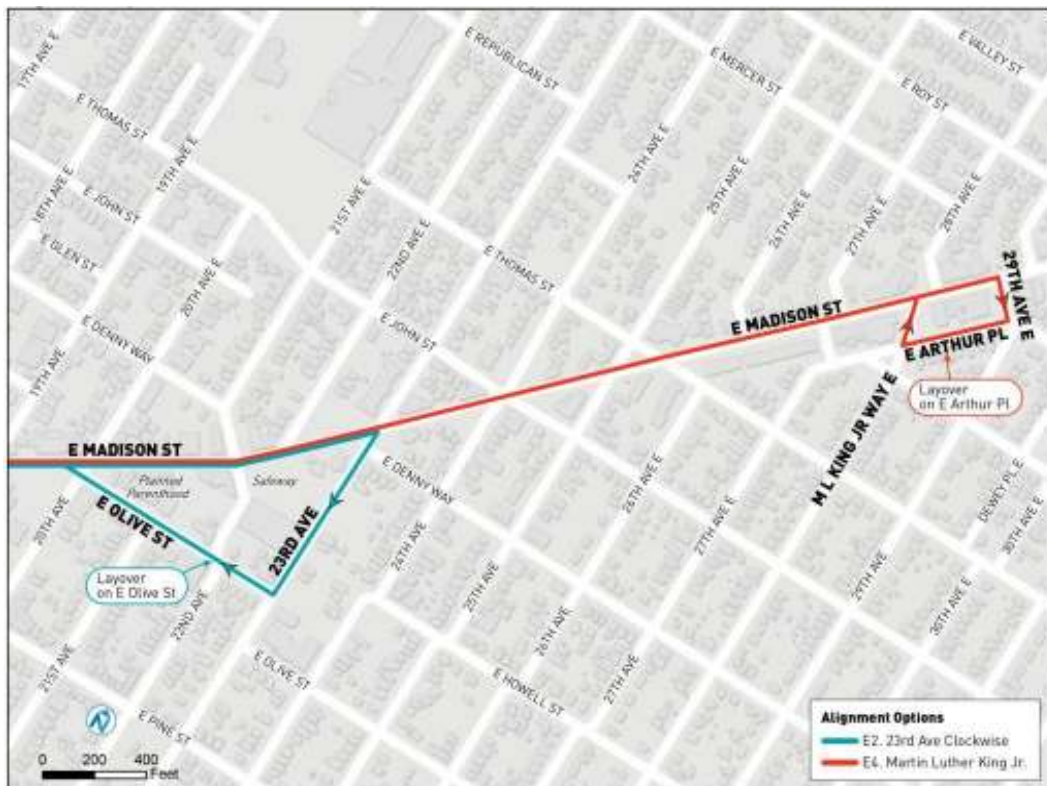 17TH AVE E
E THOMAS ST
18TH AVE E
E JOHN ST
19TH AVE E
E GLEN ST
20TH AVE E
E DENNY WAY
19TH AVE
21ST AVE E
22ND AVE E
E REPUBLICAN ST
E MERCER ST
E VALLEY ST
E ROY ST
24TH AVE E
25TH AVE E
26TH AVE E
27TH AVE E
28TH AVE E
29TH AVE E
E THOMAS ST
E JOHN ST
E MADISON ST
E ARTHUR PL
Layover
on E Arthur Pl
M L KING JR WAY E
E MADISON ST
Planned
Parenthood
Safeway
E OLIVE ST
23RD AVE
Layover
on E Olive St
20TH AVE
21ST AVE
22ND AVE
E DENNY WAY
24TH AVE
25TH AVE
26TH AVE
27TH AVE
26TH AVE E
27TH AVE E
29TH AVE
30TH AVE E
DEWEY PL E
30TH AVE E
E OLIVE ST
E HOWELL ST
E PINE ST
N
0 200 400
Feet
Alignment Options
E2. 23rd Ave Clockwise
E4. Martin Luther King Jr.